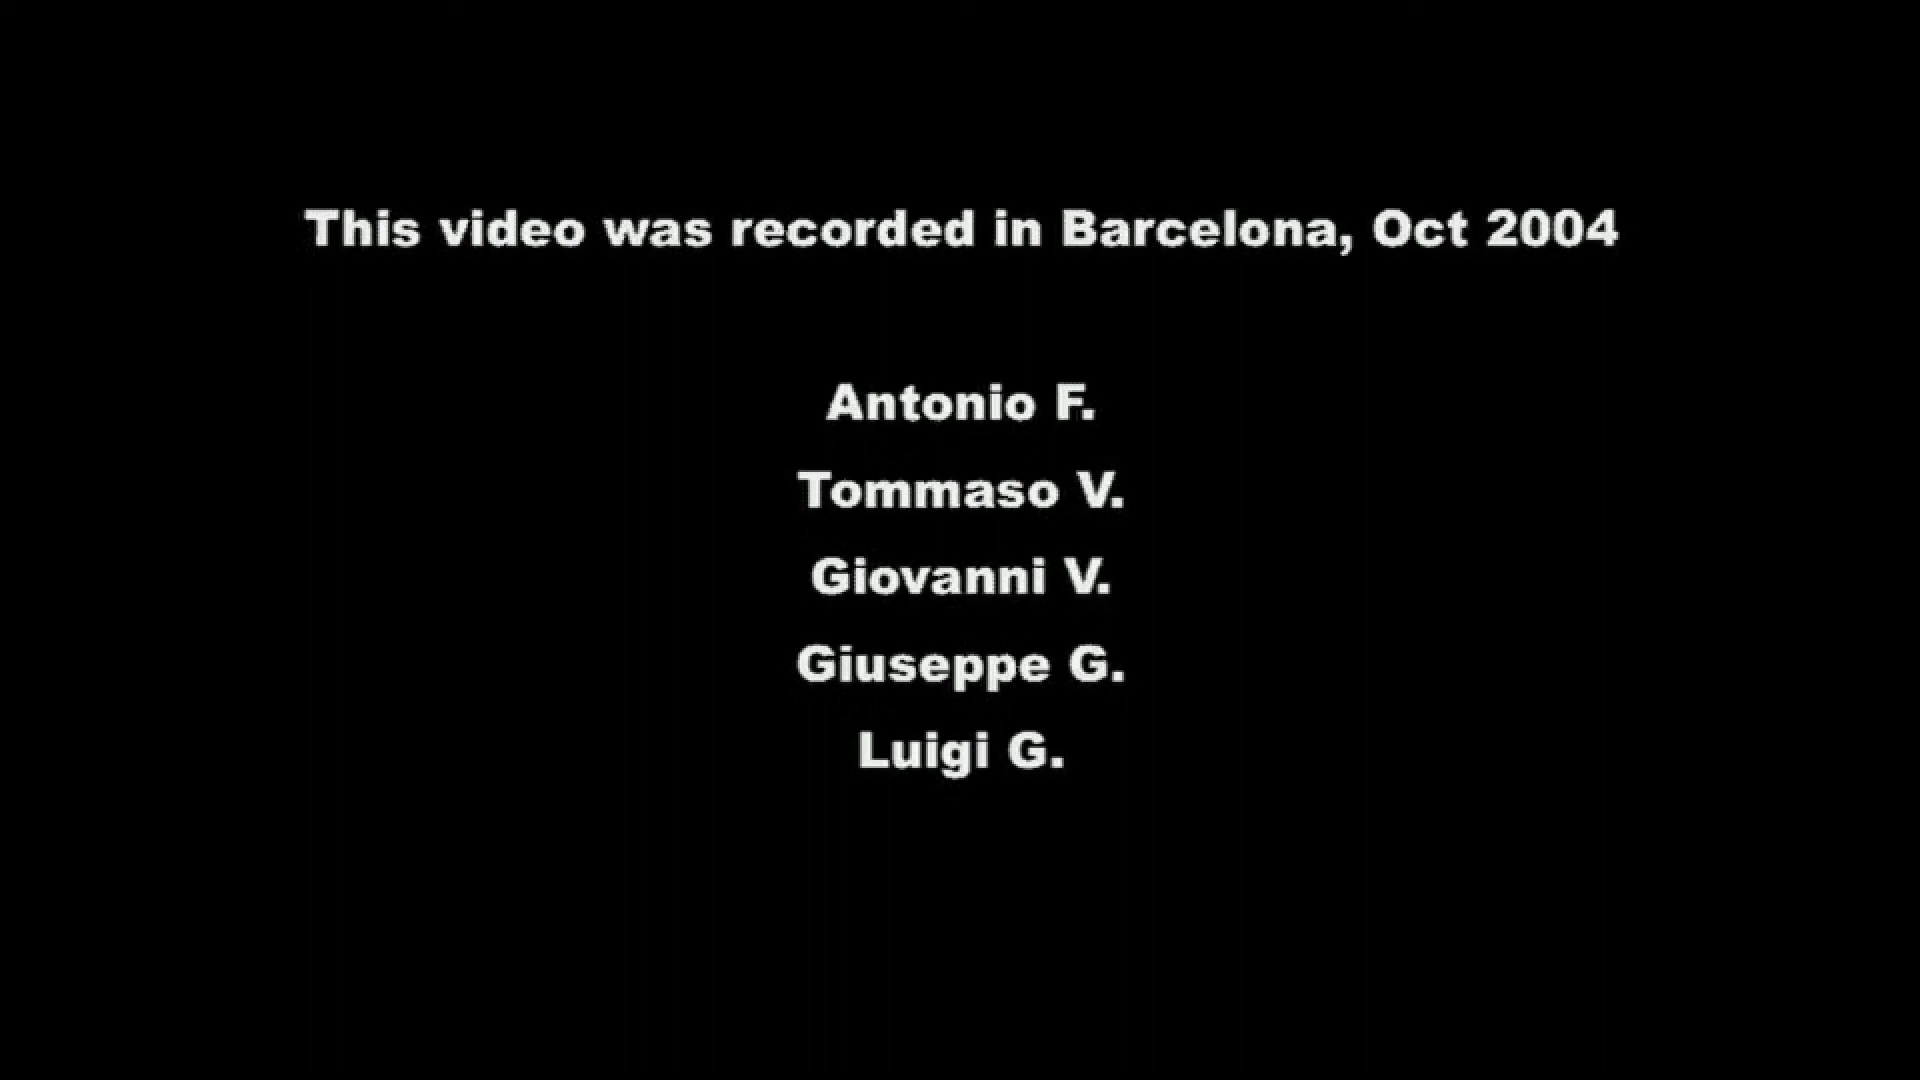 This video was recorded in Barcelona, Oct 2004
Antonio F.
Tommaso V.
Giovanni V.
Giuseppe G.
Luigi G.